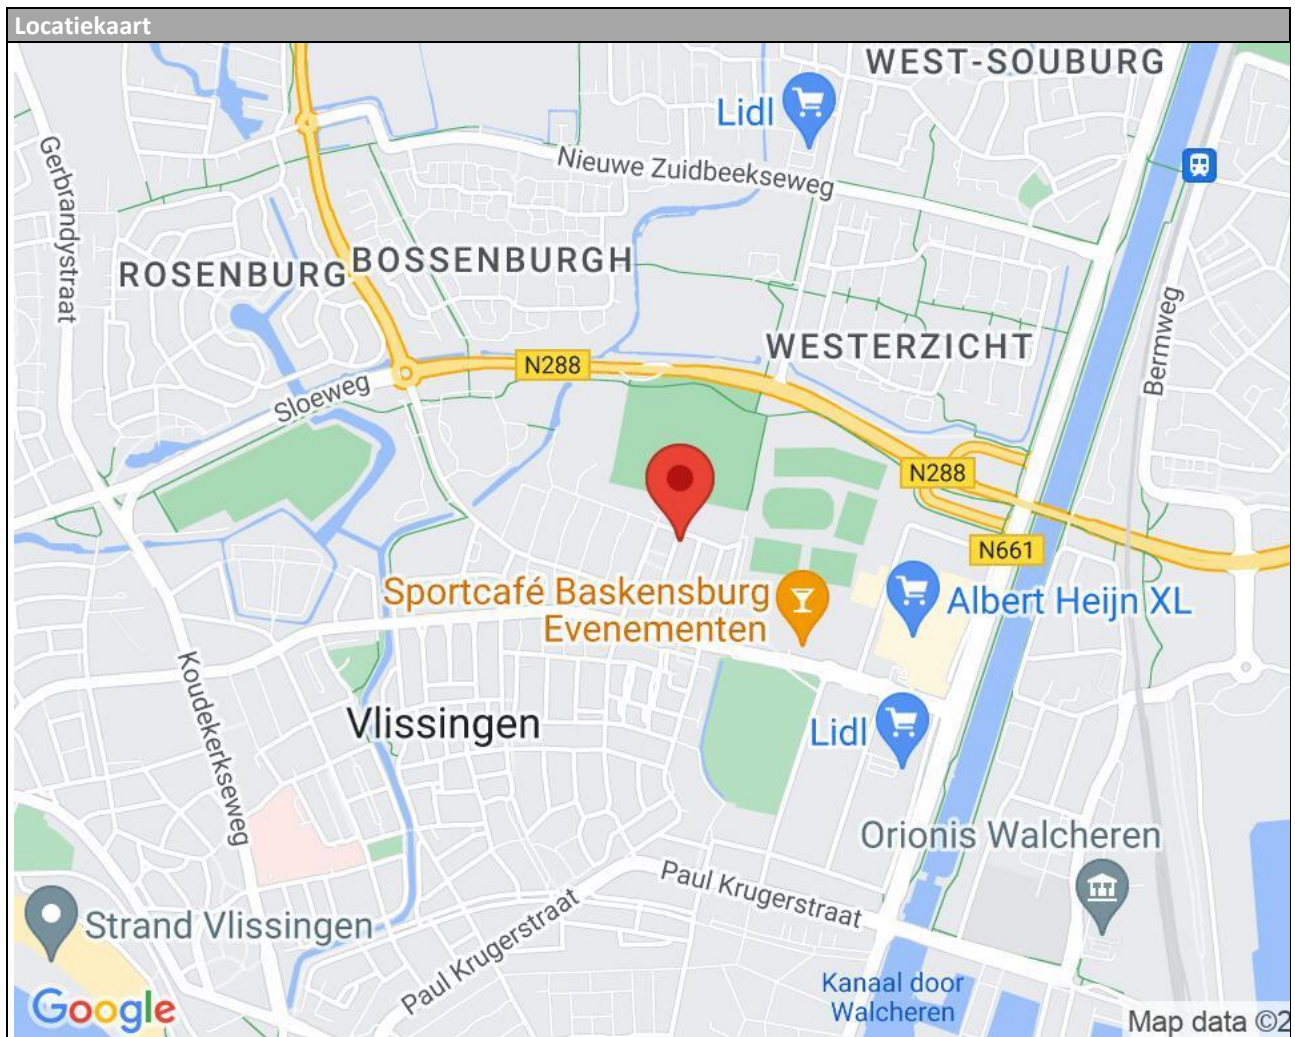 Locatiekaart
WEST-SOUBURG
Lidl
Nieuwe Zuidbeekseweg
Gerbrandystraat
BOSSENBURGH
ROSENBURG
Bermweg
WESTERZICHT
N288
Sloeweg
N288
N661
Sportcafé Baskensburg
Evenementen
Albert Heijn XL
Koudekerkseweg
Vlissingen
Lidl
Orionis Walcheren
Paul Krugerstraat
Strand Vlissingen
Paul Krugerstraat
Kanaal door
Walcheren
Google
Map data ©2